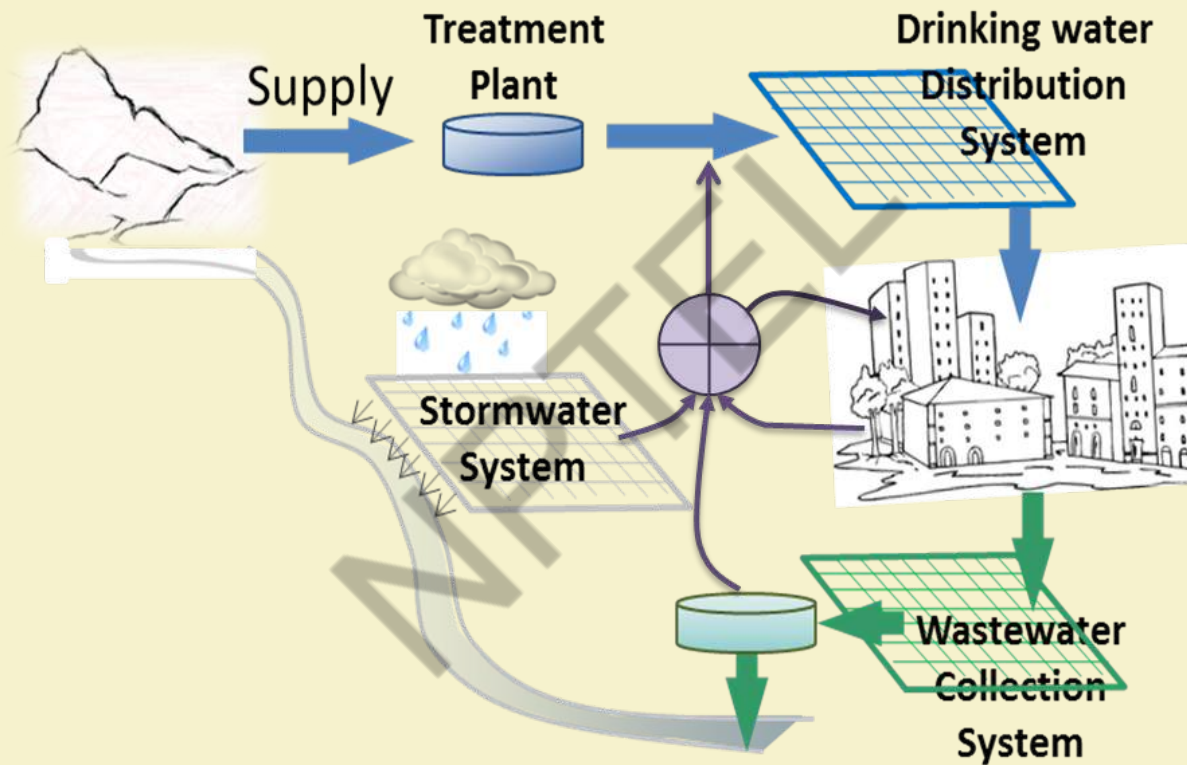 Treatment
Plant
Supply
Drinking water
Distribution
System
Stormwater
System
Wastewater
Collection
System
NPTEL